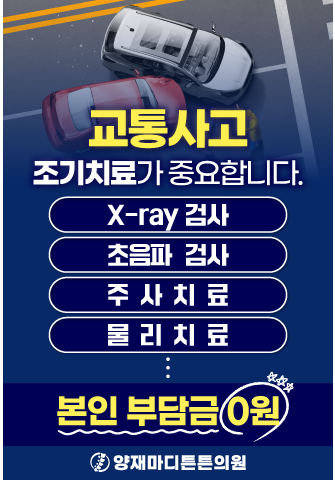 교통사고
조기치료가 중요합니다.
X-ray 검사
초음파 검사
주 사 치 료
물 리 치 료
본인 부담금 0원
양재마디튼튼의원